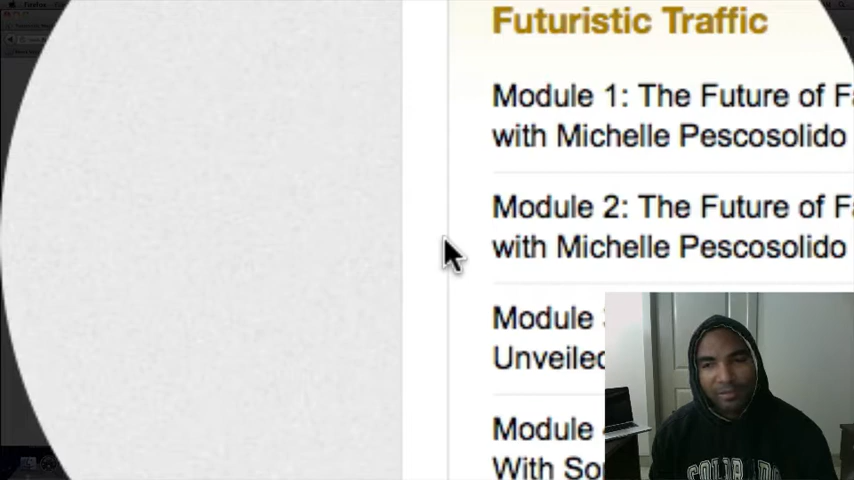 Futuristic Traffic
Module 1: The Future of
with Michelle Pescosolido
Module 2: The Future of
with Michelle Pescosolido
Module
Unveiled
Module
With